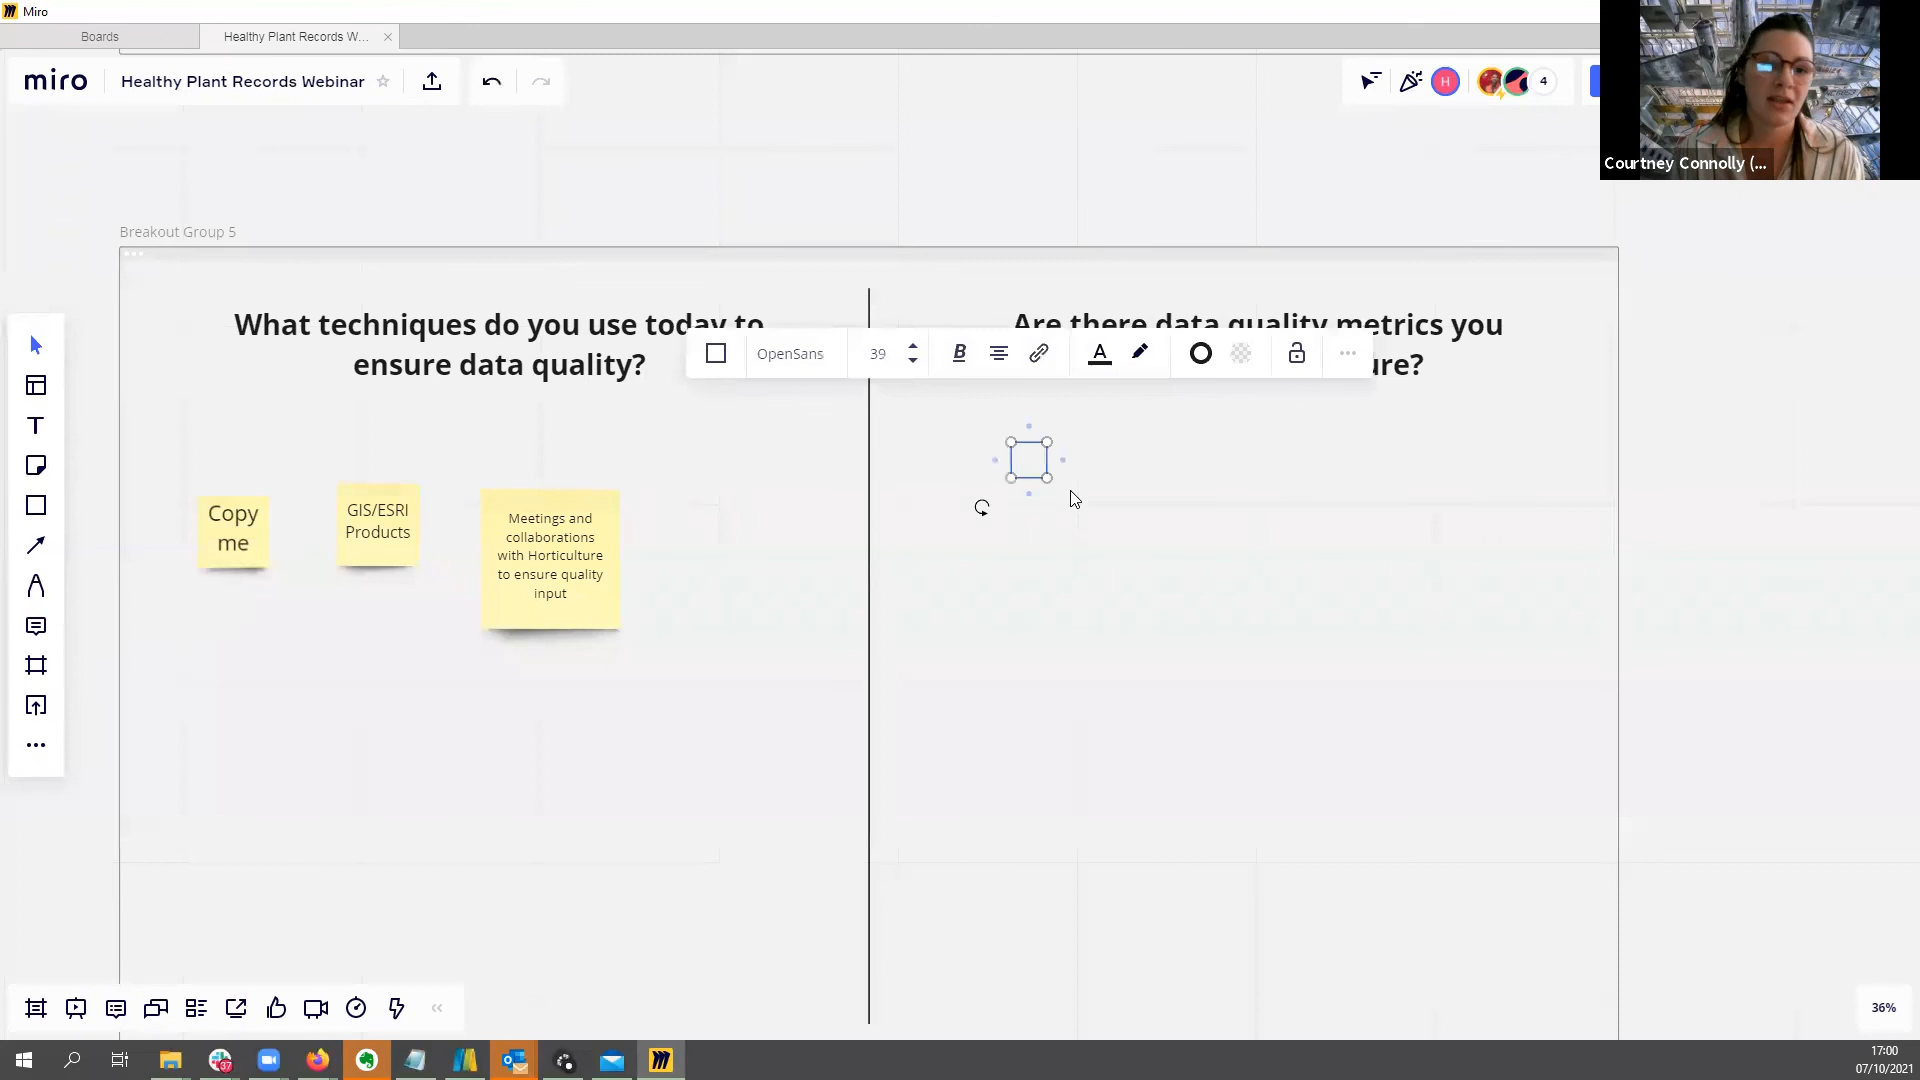 Miro
Boards
Healthy Plant Records W...
miro
Healthy Plant Records Webinar
H
4
Courtney Connolly (...
Breakout Group 5
What techniques do you use today to
ensure data quality?
Are there data quality metrics you
ure?
OpenSans
39
B
A
Copy
me
GIS/ESRI
Products
Meetings and
collaborations
with Horticulture
to ensure quality
input
36%
37
17:00
07/10/2021